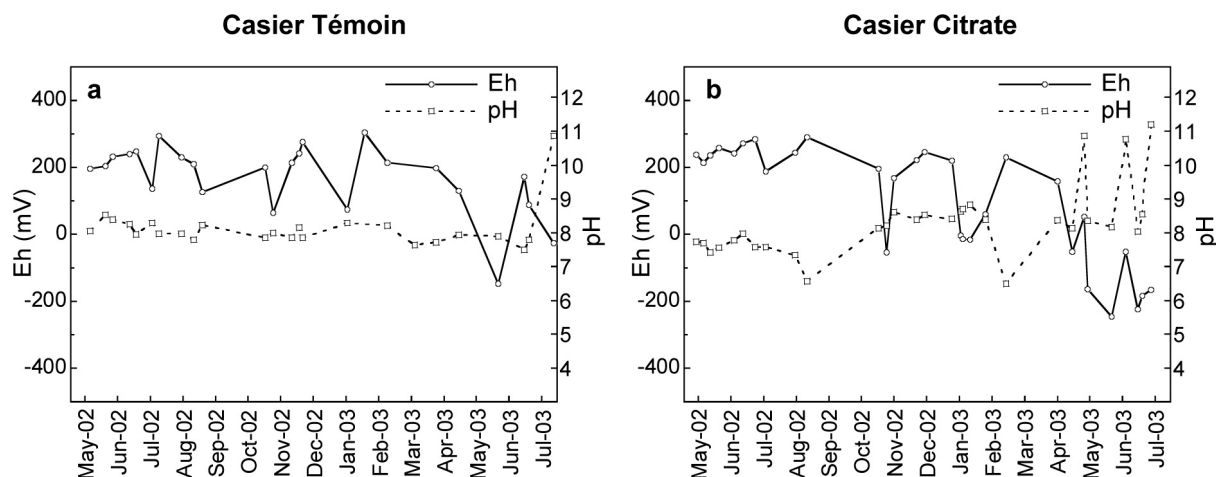 Casier Témoin
a
Eh
pH
400
200
0
-200
-400
Eh (mV)
12
11
10
9
8
7
6
5
4
pH
May-02
Jun-02
Jul-02
Aug-02
Sep-02
Oct-02
Nov-02
Dec-02
Jan-03
Feb-03
Mar-03
Apr-03
May-03
Jun-03
Jul-03
Casier Citrate
b
Eh
pH
400
200
0
-200
-400
Eh (mV)
12
11
10
9
8
7
6
5
4
pH
May-02
Jun-02
Jul-02
Aug-02
Sep-02
Oct-02
Nov-02
Dec-02
Jan-03
Feb-03
Mar-03
Apr-03
May-03
Jun-03
Jul-03